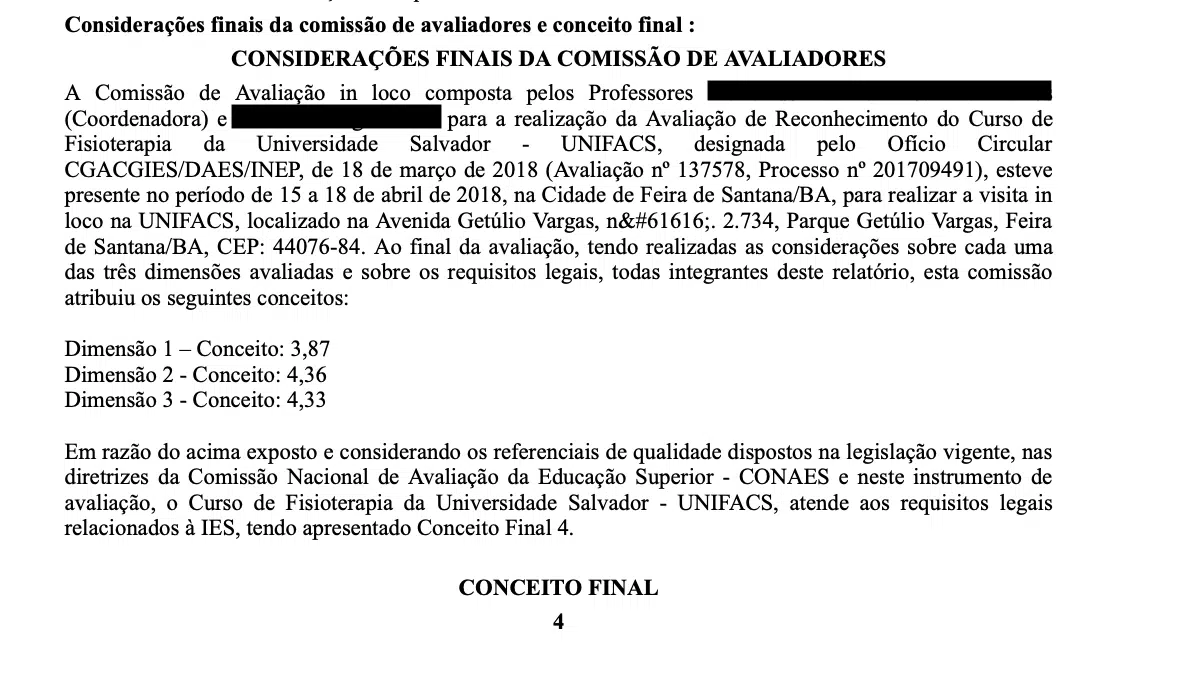 Considerações finais da comissão de avaliadores e conceito final :
CONSIDERAÇÕES FINAIS DA COMISSÃO DE AVALIADORES
A Comissão de Avaliação in loco composta pelos Professores
(Coordenadora) e para a realização da Avaliação de Reconhecimento do Curso de
Fisioterapia da Universidade Salvador - UNIFACS, designada pelo Ofício Circular
CGACGIES/DAES/INEP, de 18 de março de 2018 (Avaliação nº 137578, Processo nº 201709491), esteve
presente no período de 15 a 18 de abril de 2018, na Cidade de Feira de Santana/BA, para realizar a visita in
loco na UNIFACS, localizado na Avenida Getúlio Vargas, n&#61616;. 2.734, Parque Getúlio Vargas, Feira
de Santana/BA, CEP: 44076-84. Ao final da avaliação, tendo realizadas as considerações sobre cada uma
das três dimensões avaliadas e sobre os requisitos legais, todas integrantes deste relatório, esta comissão
atribuiu os seguintes conceitos:
Dimensão 1 – Conceito: 3,87
Dimensão 2 - Conceito: 4,36
Dimensão 3 - Conceito: 4,33
Em razão do acima exposto e considerando os referenciais de qualidade dispostos na legislação vigente, nas
diretrizes da Comissão Nacional de Avaliação da Educação Superior - CONAES e neste instrumento de
avaliação, o Curso de Fisioterapia da Universidade Salvador - UNIFACS, atende aos requisitos legais
relacionados à IES, tendo apresentado Conceito Final 4.
CONCEITO FINAL
4